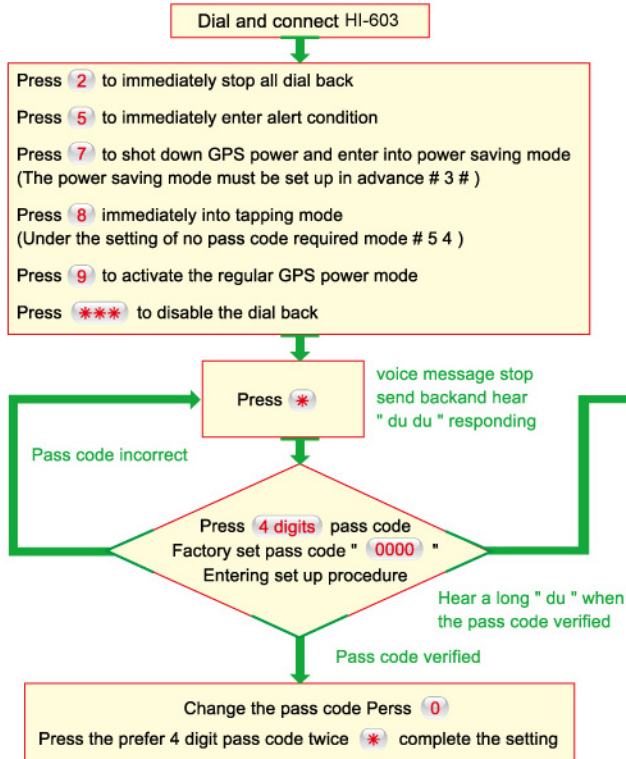 Dial and connect HI-603
Press 2 to immediately stop all dial back
Press 5 to immediately enter alert condition
Press 7 to shot down GPS power and enter into power saving mode
(The power saving mode must be set up in advance # 3 # )
Press 8 immediately into tapping mode
(Under the setting of no pass code required mode # 5 4 )
Press 9 to activate the regular GPS power mode
Press *** to disable the dial back
Press *
voice message stop
send backand hear
" du du " responding
Pass code incorrect
Press 4 digits pass code
Factory set pass code " 0000 "
Entering set up procedure
Hear a long " du " when
the pass code verified
Pass code verified
Change the pass code Perss 0
Press the prefer 4 digit pass code twice * complete the setting